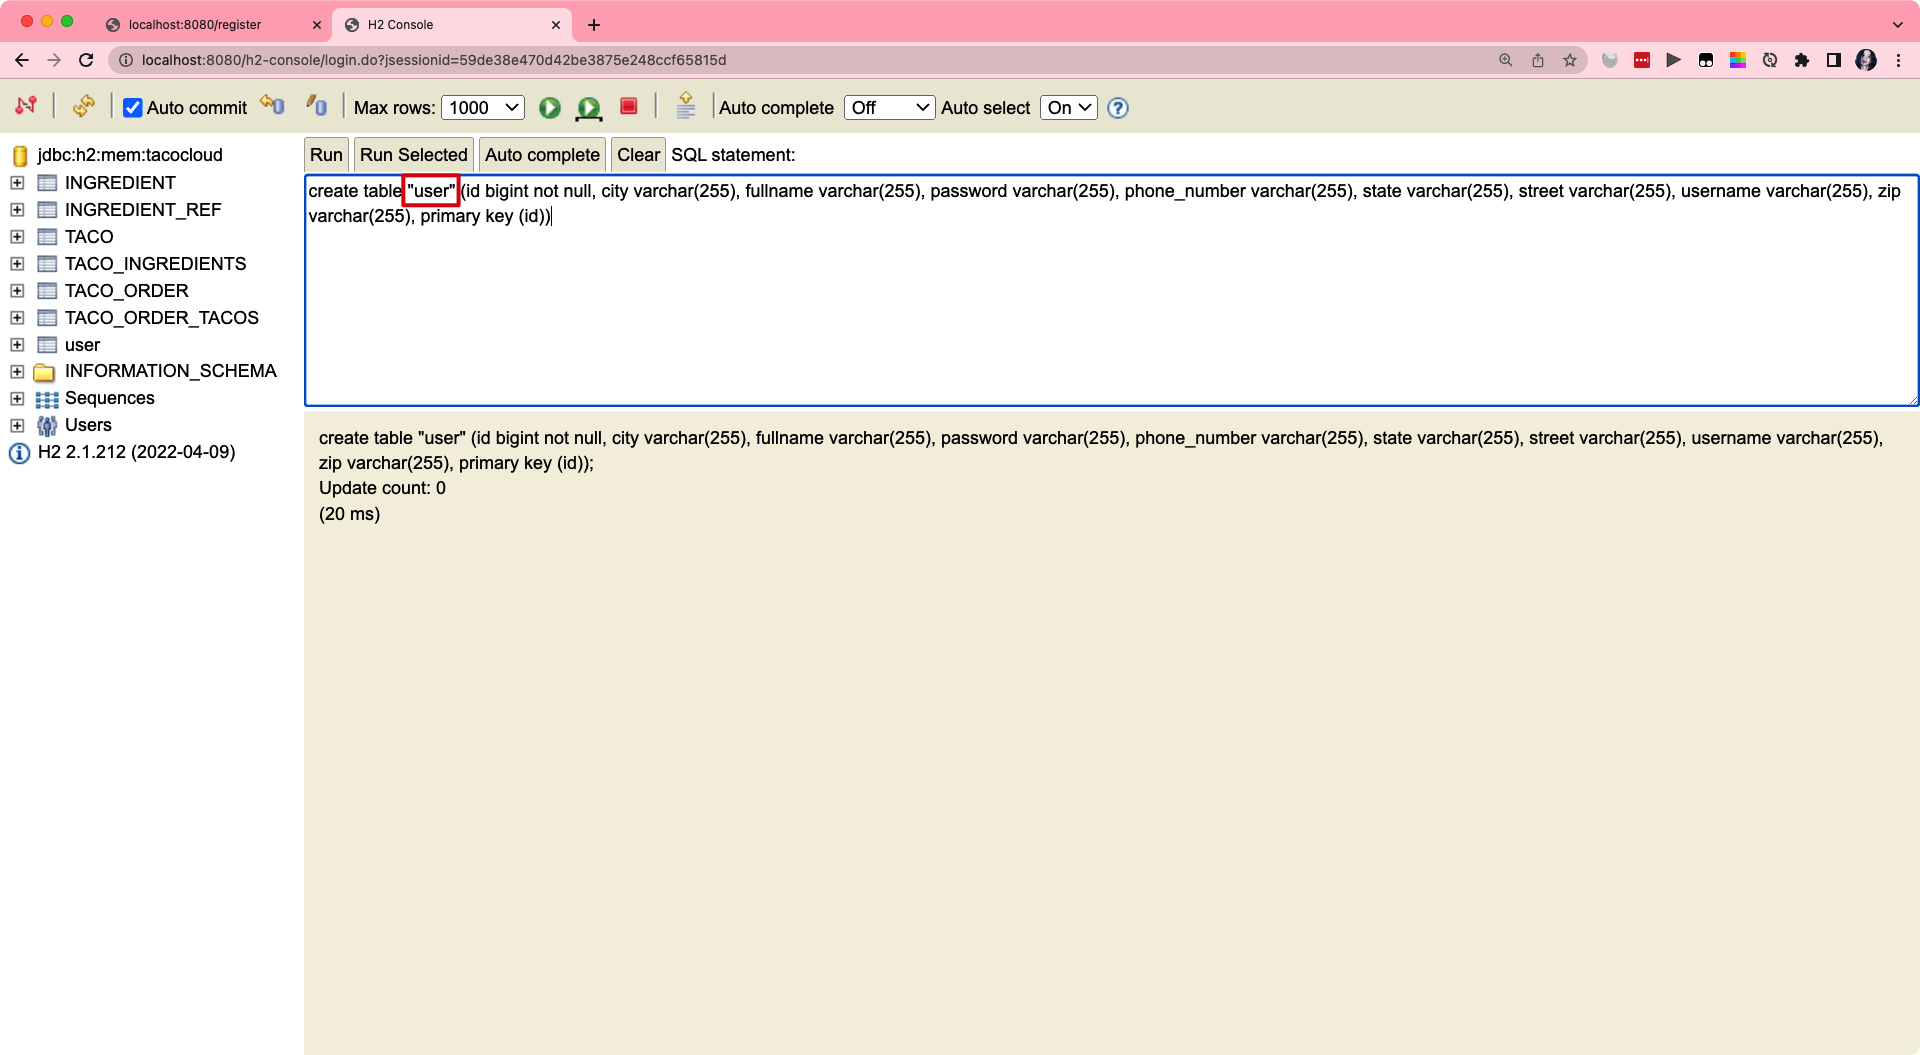 localhost:8080/register
H2 Console
localhost:8080/h2-console/login.do?jsessionid=59de38e470d42be3875e248ccf65815d
Auto commit Max rows: 1000 Auto complete Off Auto select On
jdbc:h2:mem:tacocloud
INGREDIENT
INGREDIENT_REF
TACO
TACO_INGREDIENTS
TACO_ORDER
TACO_ORDER_TACOS
user
INFORMATION_SCHEMA
Sequences
Users
H2 2.1.212 (2022-04-09)
Run Run Selected Auto complete Clear SQL statement:
create table "user" (id bigint not null, city varchar(255), fullname varchar(255), password varchar(255), phone_number varchar(255), state varchar(255), street varchar(255), username varchar(255), zip
varchar(255), primary key (id))
create table "user" (id bigint not null, city varchar(255), fullname varchar(255), password varchar(255), phone_number varchar(255), state varchar(255), street varchar(255), username varchar(255),
zip varchar(255), primary key (id));
Update count: 0
(20 ms)